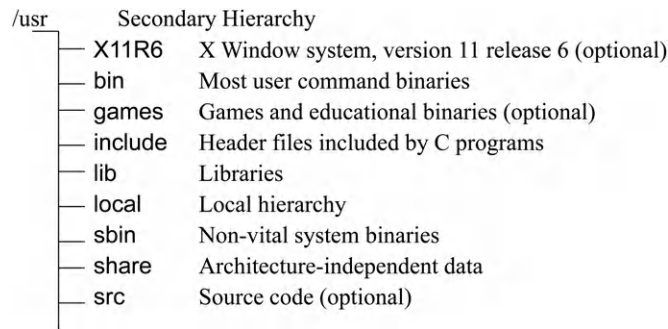 /usr Secondary Hierarchy
X11R6 X Window system, version 11 release 6 (optional)
bin Most user command binaries
games Games and educational binaries (optional)
include Header files included by C programs
lib Libraries
local Local hierarchy
sbin Non-vital system binaries
share Architecture-independent data
src Source code (optional)